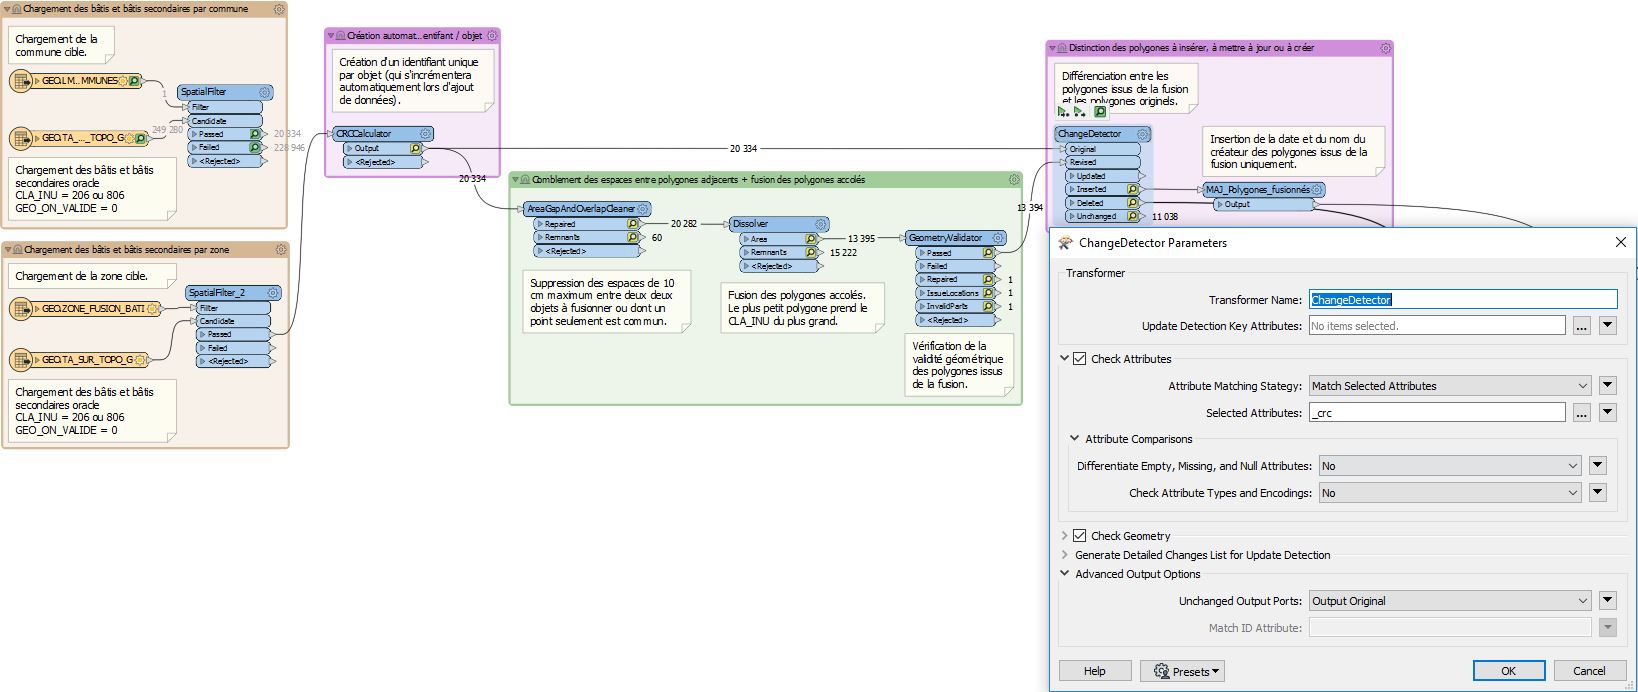 Chargement des bâtis et bâtis secondaires par commune
Chargement de la
commune cible.
GEO.LM...MMUNES
1
SpatialFilter
Filter
Candidate
Passed
20 334
Failed
228 946
<Rejected>
GEO.TA_..._TOPO_G
249 280
Chargement des bâtis et bâtis
secondaires oracle
CLA_INU = 206 ou 806
GEO_ON_VALIDE = 0
Chargement des bâtis et bâtis secondaires par zone
Chargement de la zone cible.
GEO.ZONE_FUSION_BATI
SpatialFilter_2
Filter
Candidate
Passed
Failed
<Rejected>
GEO.TA_SUR_TOPO_G
Chargement des bâtis et bâtis
secondaires oracle
CLA_INU = 206 ou 806
GEO_ON_VALIDE = 0
Création automat...entifant / objet
Création d'un identifiant unique
par objet (qui s'incrémentera
automatiquement lors d'ajout
de données).
CRCCalculator
Output
<Rejected>
20 334
20 334
Comblement des espaces entre polygones adjacents + fusion des polygones accolés
AreaGapAndOverlapCleaner
Repaired
20 282
Remnants
60
<Rejected>
Suppression des espaces de 10
cm maximum entre deux deux
objets à fusionner ou dont un
point seulement est commun.
Dissolver
Area
13 395
Remnants
15 222
<Rejected>
Fusion des polygones accolés.
Le plus petit polygone prend le
CLA_INU du plus grand.
GeometryValidator
Passed
Failed
Repaired
1
IssueLocations
1
InvalidParts
1
<Rejected>
13 394
Vérification de la
validité géométrique
des polygones issus
de la fusion.
Distinction des polygones à insérer, à mettre à jour ou à créer
Différenciation entre les
polygones issus de la fusion
et les polygones originels.
ChangeDetector
Original
Revised
Updated
Inserted
Deleted
Unchanged
11 038
Insertion de la date et du nom du
créateur des polygones issus de la
fusion uniquement.
MAJ_Polygones_fusionnés
Output
ChangeDetector Parameters
Transformer
Transformer Name:
ChangeDetector
Update Detection Key Attributes:
No items selected.
...
Check Attributes
Attribute Matching Stategy:
Match Selected Attributes
Selected Attributes:
_crc
...
Attribute Comparisons
Differentiate Empty, Missing, and Null Attributes:
No
Check Attribute Types and Encodings:
No
Check Geometry
Generate Detailed Changes List for Update Detection
Advanced Output Options
Unchanged Output Ports:
Output Original
Match ID Attribute:
Help
Presets
OK
Cancel